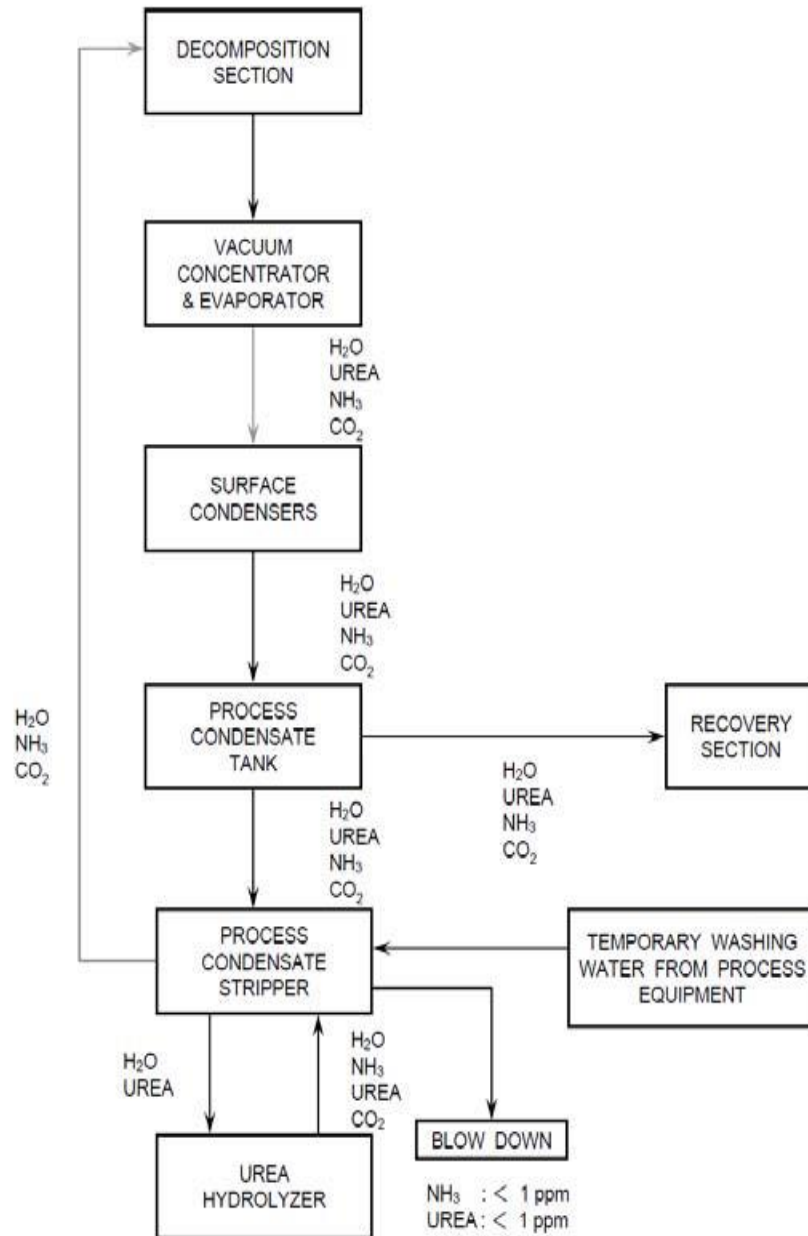 DECOMPOSITION
SECTION
VACUUM
CONCENTRATOR
& EVAPORATOR
H₂O
UREA
NH₃
CO₂
SURFACE
CONDENSERS
H₂O
UREA
NH₃
CO₂
H₂O
NH₃
CO₂
PROCESS
CONDENSATE
TANK
RECOVERY
SECTION
H₂O
UREA
NH₃
CO₂
H₂O
UREA
NH₃
CO₂
PROCESS
CONDENSATE
STRIPPER
TEMPORARY WASHING
WATER FROM PROCESS
EQUIPMENT
H₂O
UREA
H₂O
NH₃
UREA
CO₂
UREA
HYDROLYZER
BLOW DOWN
NH₃ : < 1 ppm
UREA : < 1 ppm